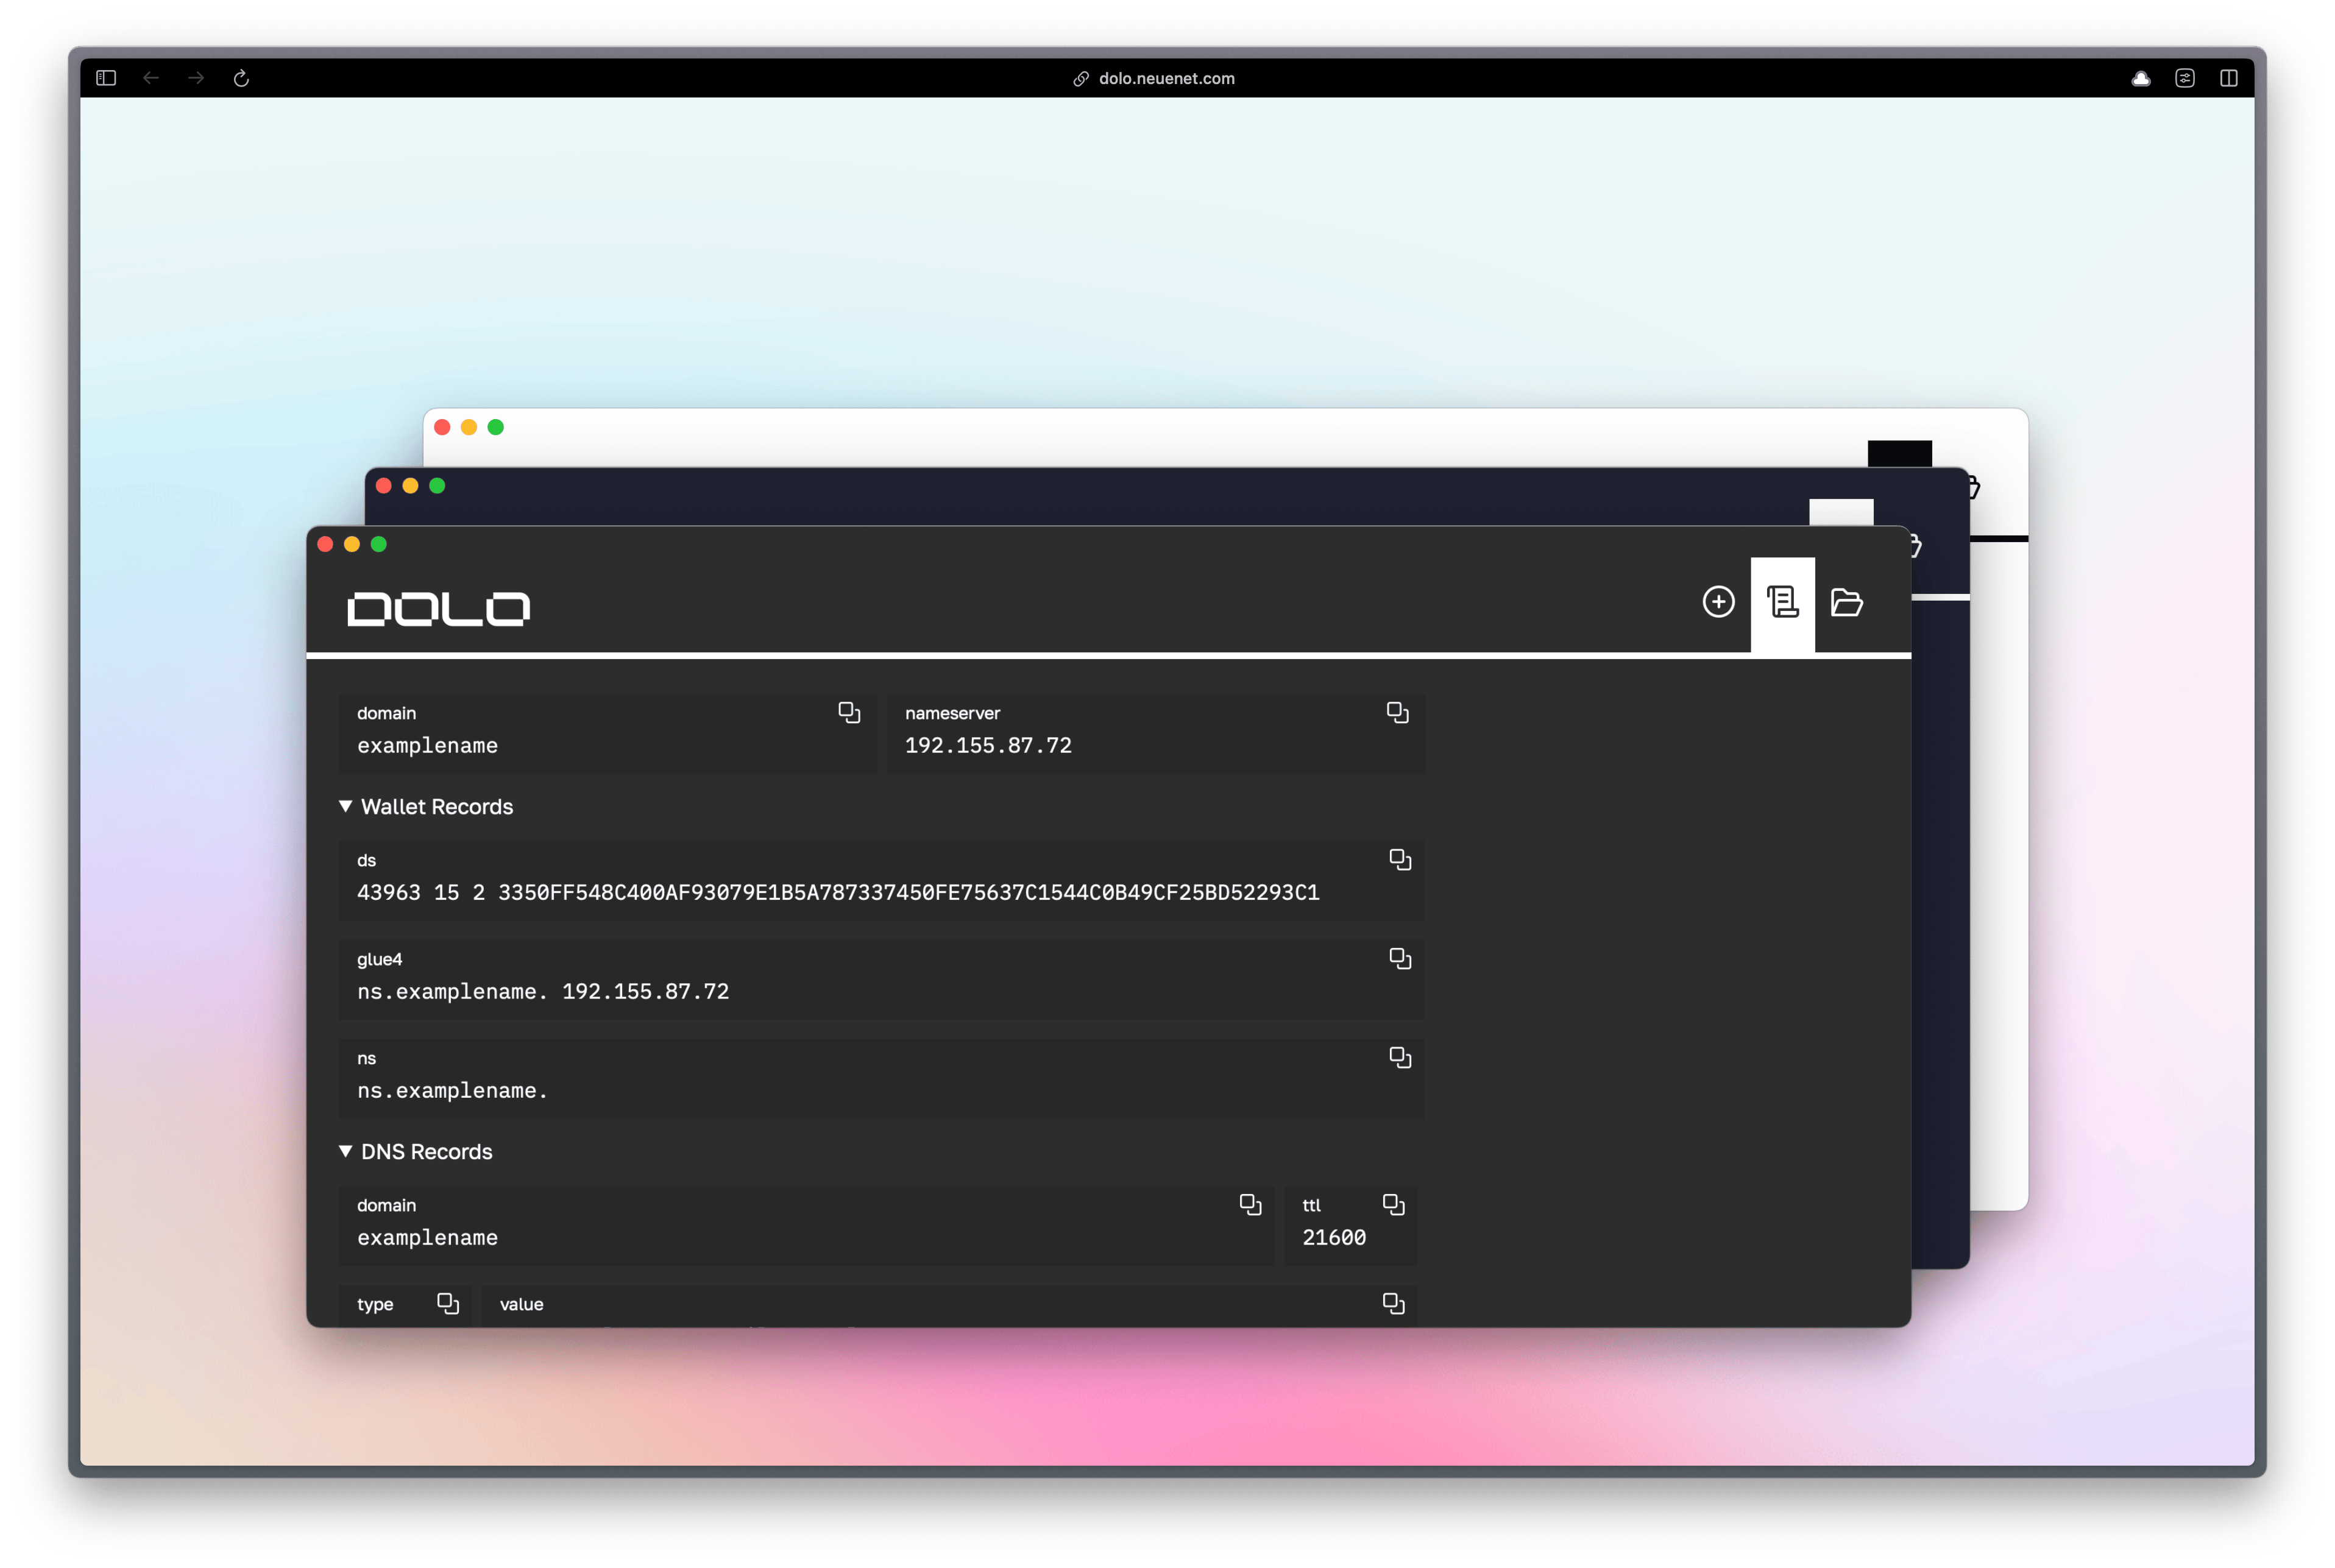 dolo.neuenet.com
DOLO
domain
examplename
nameserver
192.155.87.72
Wallet Records
ds
43963 15 2 3350FF548C400AF93079E1B5A787337450FE75637C1544C0B49CF25BD52293C1
glue4
ns.examplename. 192.155.87.72
ns
ns.examplename.
DNS Records
domain
examplename
ttl
21600
type
value